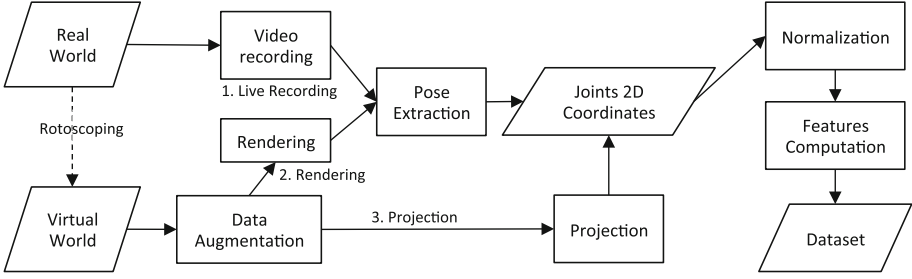 Real
World
Video
recording
1. Live Recording
Rotoscoping
Rendering
2. Rendering
Pose
Extraction
Joints 2D
Coordinates
Normalization
Features
Computation
Virtual
World
Data
Augmentation
3. Projection
Projection
Dataset